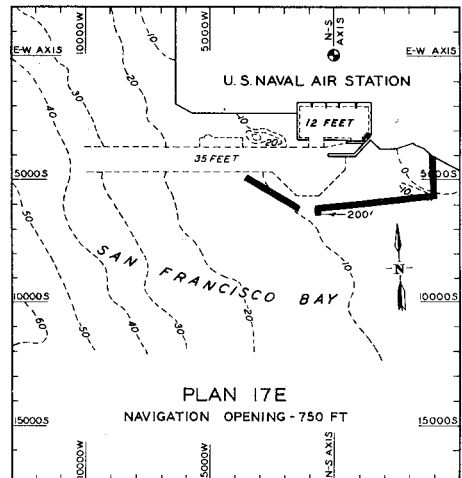 10000W
5000W
N-S AXIS
E-W AXIS
E-W AXIS
10
20
30
40
50
U.S. NAVAL AIR STATION
12 FEET
10
20
35 FEET
0
10
5000S
5000S
200'
N
SAN FRANCISCO BAY
10
10000S
10000S
20
30
40
50
60
PLAN 17E
NAVIGATION OPENING - 750 FT
15000S
15000S
10000W
5000W
N-S AXIS